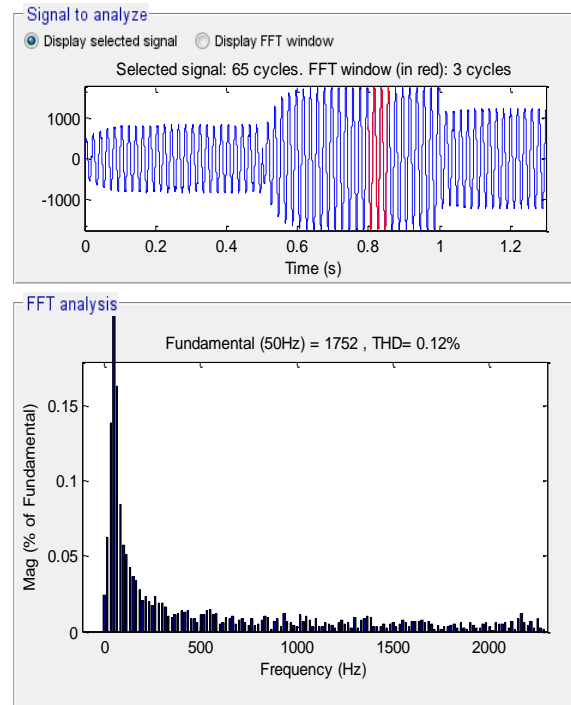 Signal to analyze
Display selected signal Display FFT window
Selected signal: 65 cycles. FFT window (in red): 3 cycles
1000
0
-1000
0 0.2 0.4 0.6 0.8 1 1.2
Time (s)
FFT analysis
Fundamental (50Hz) = 1752 , THD= 0.12%
Mag (% of Fundamental)
0.15
0.1
0.05
0
0 500 1000 1500 2000
Frequency (Hz)